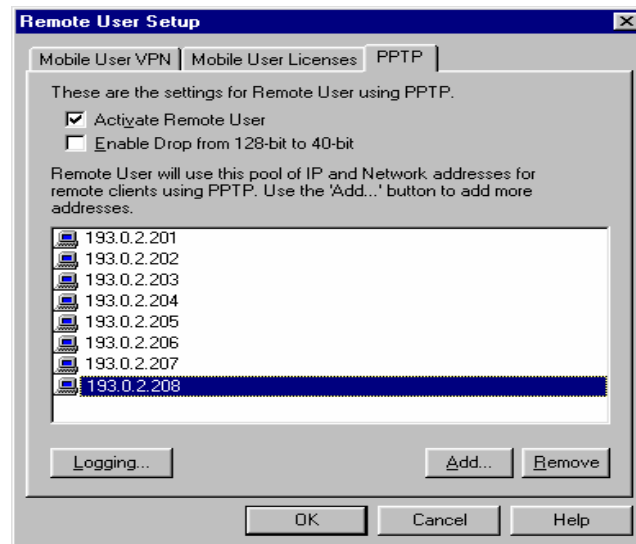 Remote User Setup
Mobile User VPN Mobile User Licenses PPTP
These are the settings for Remote User using PPTP.
Activate Remote User
Enable Drop from 128-bit to 40-bit
Remote User will use this pool of IP and Network addresses for
remote clients using PPTP. Use the 'Add...' button to add more
addresses.
193.0.2.201
193.0.2.202
193.0.2.203
193.0.2.204
193.0.2.205
193.0.2.206
193.0.2.207
193.0.2.208
Logging... Add... Remove
OK Cancel Help